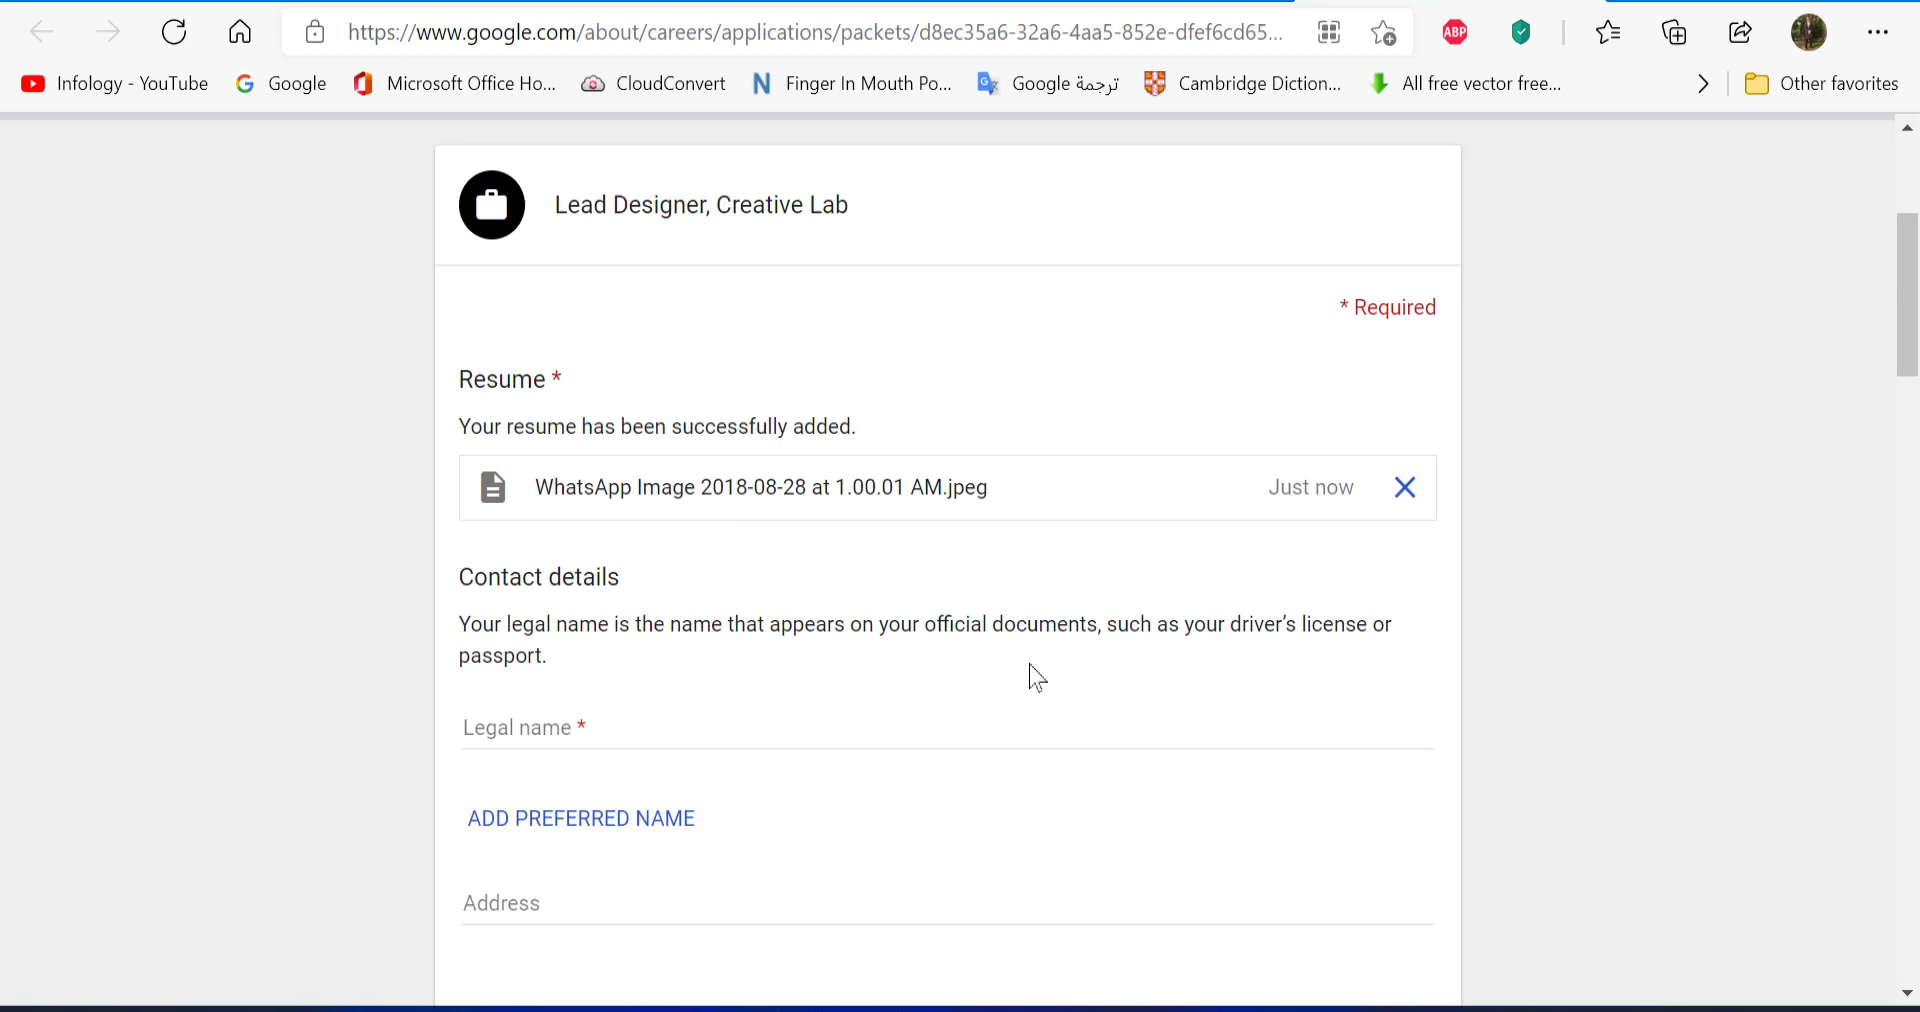 https://www.google.com/about/careers/applications/packets/d8ec35a6-32a6-4aa5-852e-dfef6cd65...
ABP
Infology - YouTube Google Microsoft Office Ho... CloudConvert Finger In Mouth Po... ترجمة Google Cambridge Diction... All free vector free... Other favorites
Lead Designer, Creative Lab
* Required
Resume *
Your resume has been successfully added.
WhatsApp Image 2018-08-28 at 1.00.01 AM.jpeg Just now
Contact details
Your legal name is the name that appears on your official documents, such as your driver’s license or
passport.
Legal name *
ADD PREFERRED NAME
Address